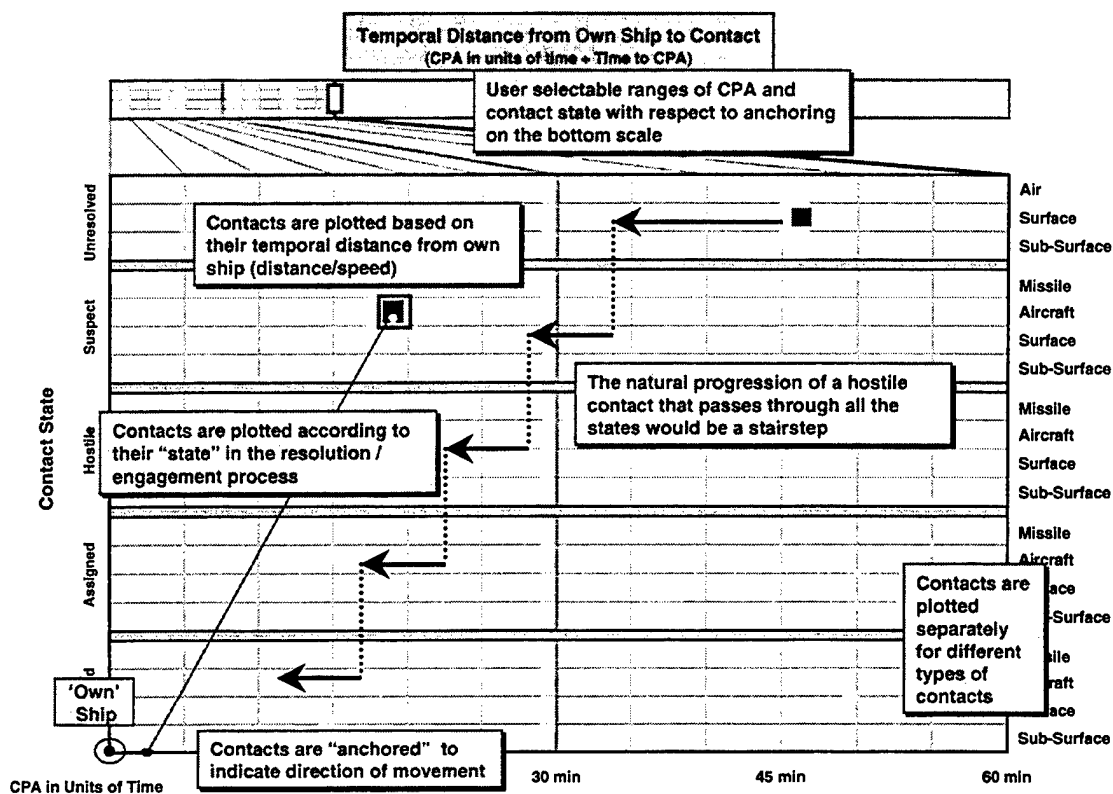 Temporal Distance from Own Ship to Contact
(CPA in units of time + Time to CPA)
User selectable ranges of CPA and
contact state with respect to anchoring
on the bottom scale
Unresolved
Air
Surface
Sub-Surface
Contacts are plotted based on
their temporal distance from own
ship (distance/speed)
Suspect
Missile
Aircraft
Surface
Sub-Surface
The natural progression of a hostile
contact that passes through all the
states would be a stairstep
Contact State
Hostile
Contacts are plotted according to
their “state” in the resolution /
engagement process
Missile
Aircraft
Surface
Sub-Surface
Assigned
Missile
Aircraft
Contacts are
plotted
separately
for different
types of
contacts
'Own'
Ship
Sub-Surface
Contacts are “anchored” to
indicate direction of movement
CPA in Units of Time
30 min
45 min
60 min